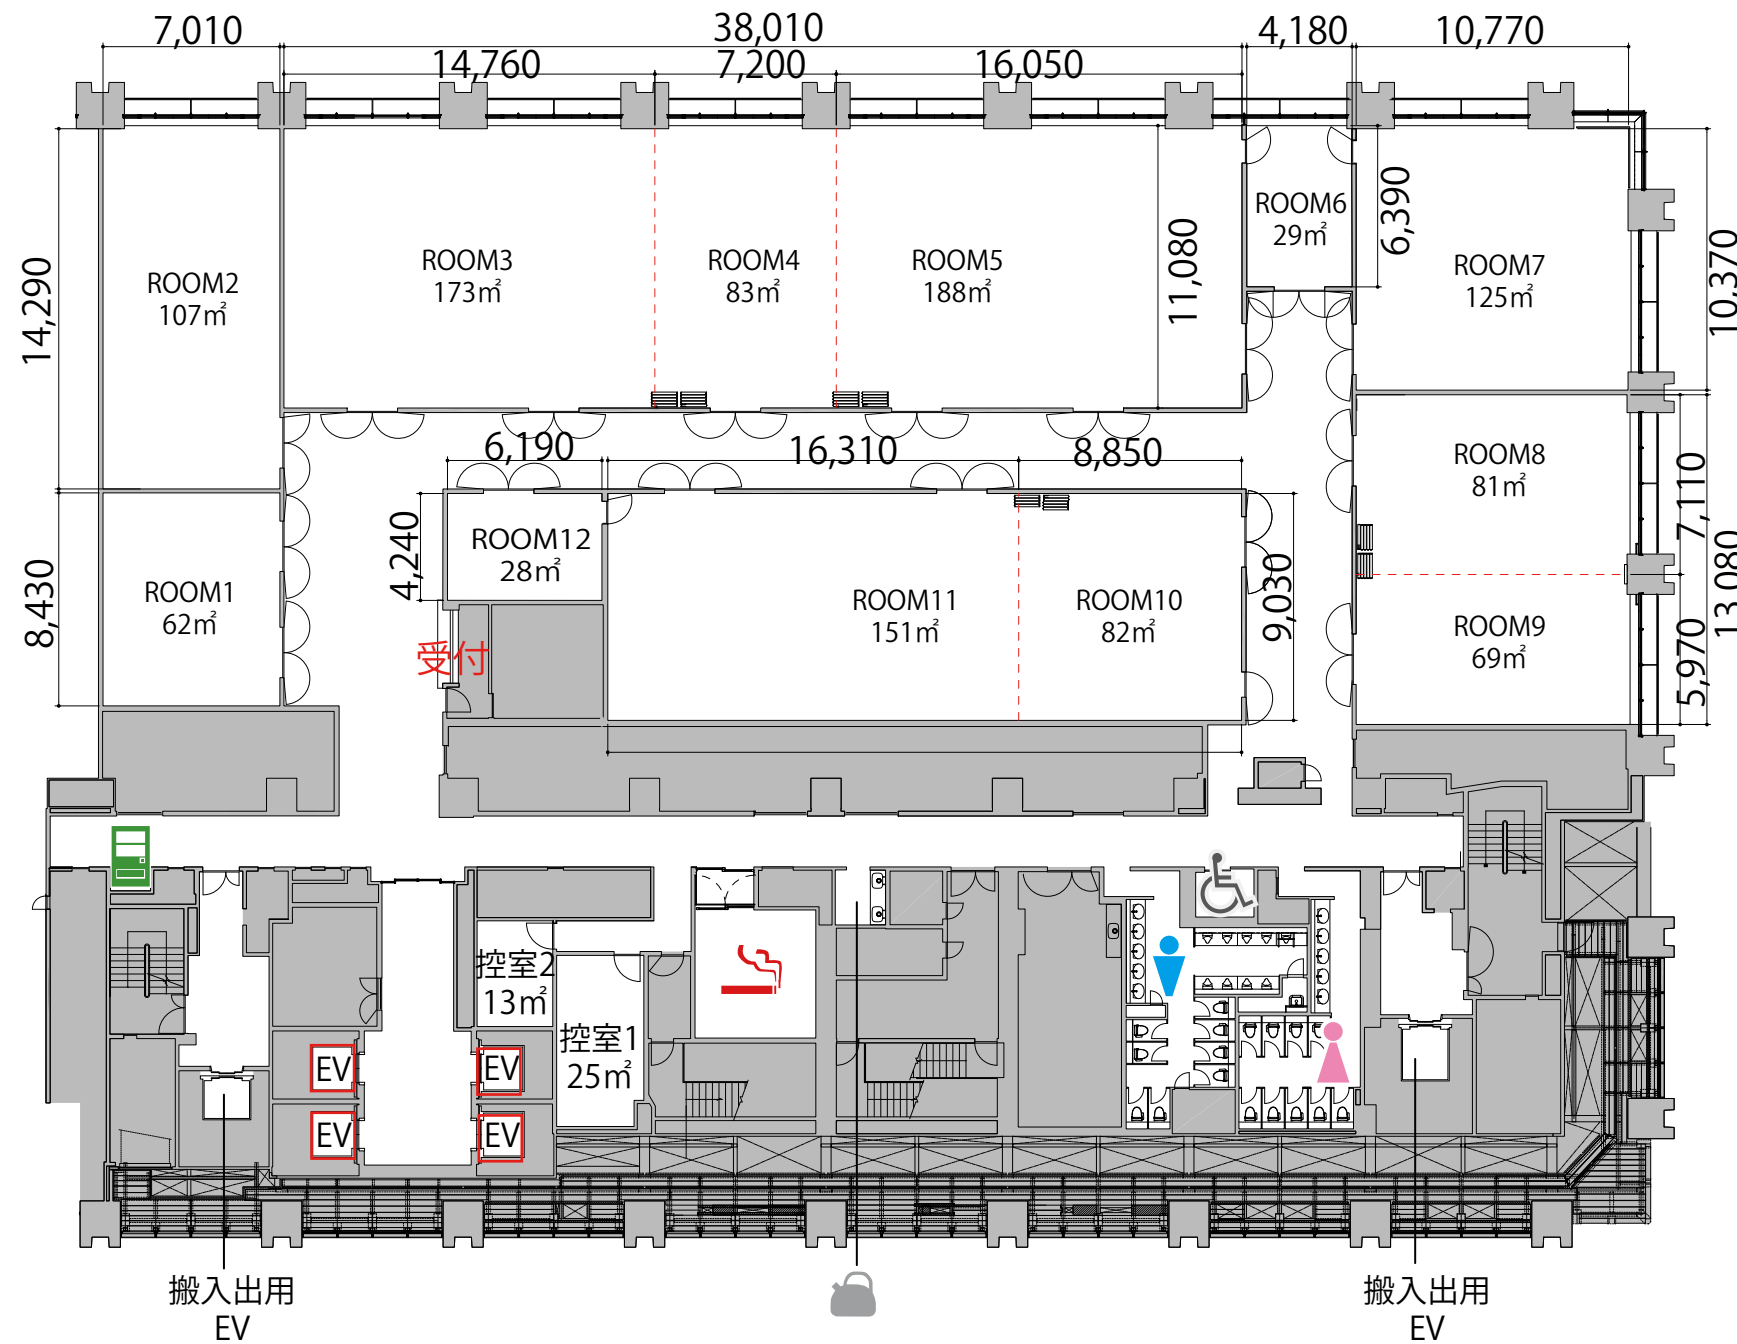 7,010
38,010
4,180
10,770
14,760
7,200
16,050
14,290
ROOM2
107㎡
ROOM3
173㎡
ROOM4
83㎡
ROOM5
188㎡
11,080
ROOM6
29㎡
6,390
ROOM7
125㎡
10,370
6,190
16,310
8,850
8,430
ROOM1
62㎡
4,240
ROOM12
28㎡
受付
ROOM11
151㎡
ROOM10
82㎡
9,030
ROOM8
81㎡
7,110
13,080
ROOM9
69㎡
5,970
控室2
13㎡
控室1
25㎡
EV
EV
EV
EV
搬入出用
EV
搬入出用
EV